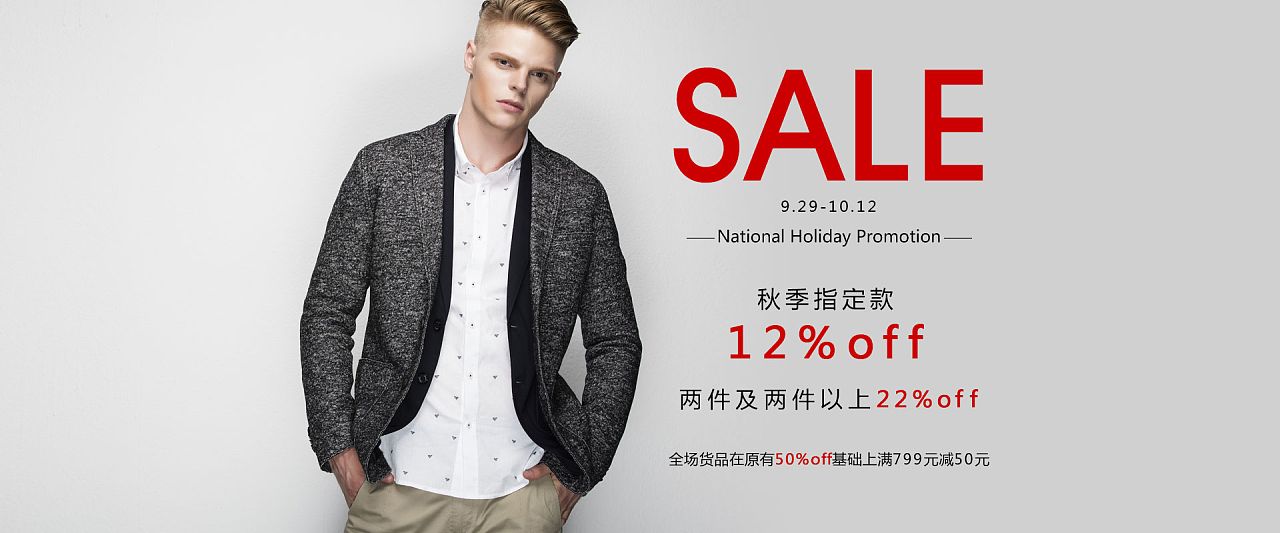 SALE
9.29-10.12
National Holiday Promotion
秋季指定款
12%off
两件及两件以上22%off
全场货品在原有50%off基础上满799元减50元